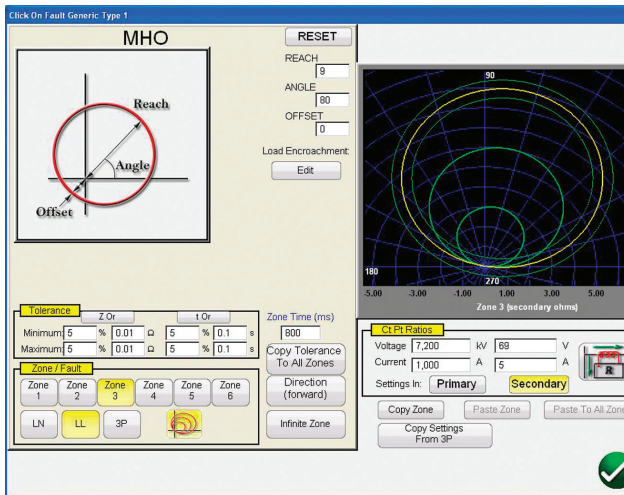 Click On Fault Generic Type 1
MHO
RESET
REACH
9
ANGLE
80
OFFSET
0
Load Encroachment:
Edit
Reach
Angle
Offset
90
180
270
-5.00 -3.00 -1.00 1.00 3.00 5.00
Zone 3 (secondary ohms)
Tolerance
Z Or t Or
Minimum: 5 % 0.01 Ω 5 % 0.1 s
Maximum: 5 % 0.01 Ω 5 % 0.1 s
Zone Time (ms)
800
Copy Tolerance
To All Zones
Zone / Fault
Zone 1
Zone 2
Zone 3
Zone 4
Zone 5
Zone 6
LN LL 3P
Direction
(forward)
Infinite Zone
Ct Pt Ratios
Voltage 7,200 kV 69 V
Current 1,000 A 5 A
R
Settings In: Primary Secondary
Copy Zone Paste Zone Paste To All Zone
Copy Settings
From 3P